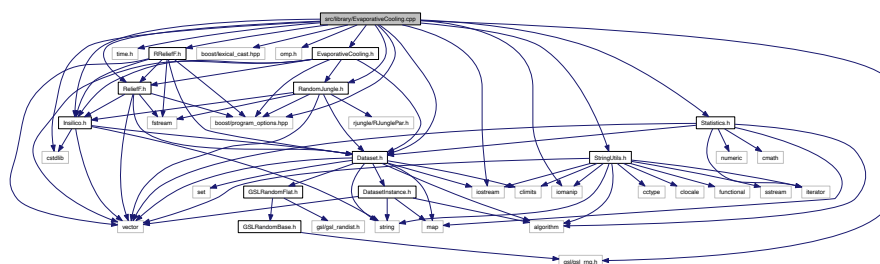 src/library/EvaporativeCooling.cpp
time.h
RReliefF.h
boost/lexical_cast.hpp
omp.h
EvaporativeCooling.h
ReliefF.h
RandomJungle.h
Insilico.h
fstream
boost/program_options.hpp
rjungle/RJunglePar.h
Statistics.h
cstdlib
Dataset.h
StringUtils.h
numeric
cmath
set
GSLRandomFlat.h
DatasetInstance.h
iostream
climits
iomanip
cctype
clocale
functional
sstream
iterator
vector
GSLRandomBase.h
gsl/gsl_randist.h
string
map
algorithm
gsl/gsl_rng.h